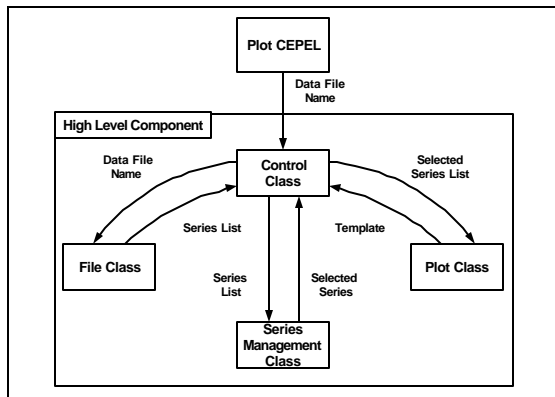 Plot CEPEL
Data File
Name
High Level Component
Data File
Name
Control
Class
Selected
Series List
Series List
Template
File Class
Plot Class
Series
List
Selected
Series
Series
Management
Class